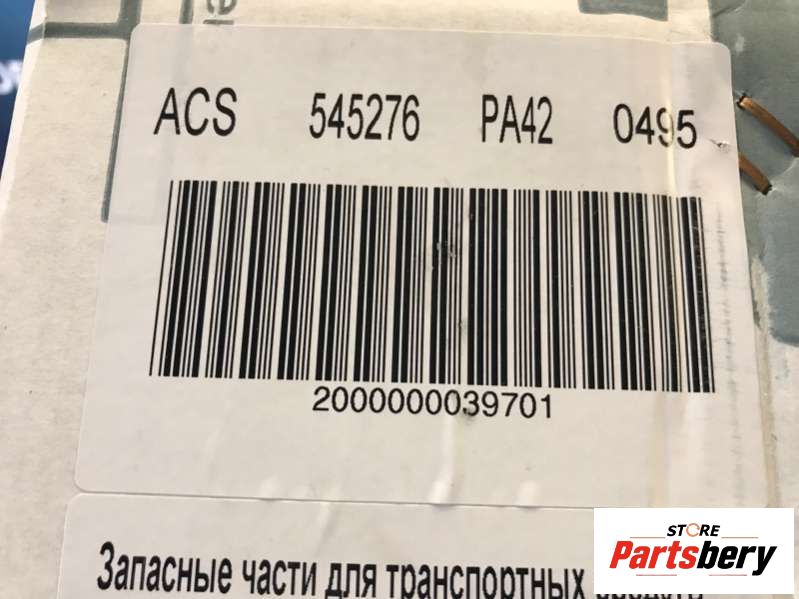 ACS 545276 PA42 0495
2000000039701
Запасные части для транспортных
STORE
Partsbery